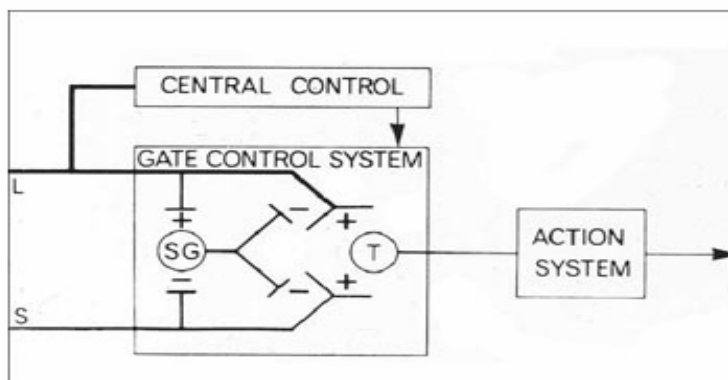 CENTRAL CONTROL
GATE CONTROL SYSTEM
L
+
-
+
SG
T
ACTION
SYSTEM
-
-
+
S